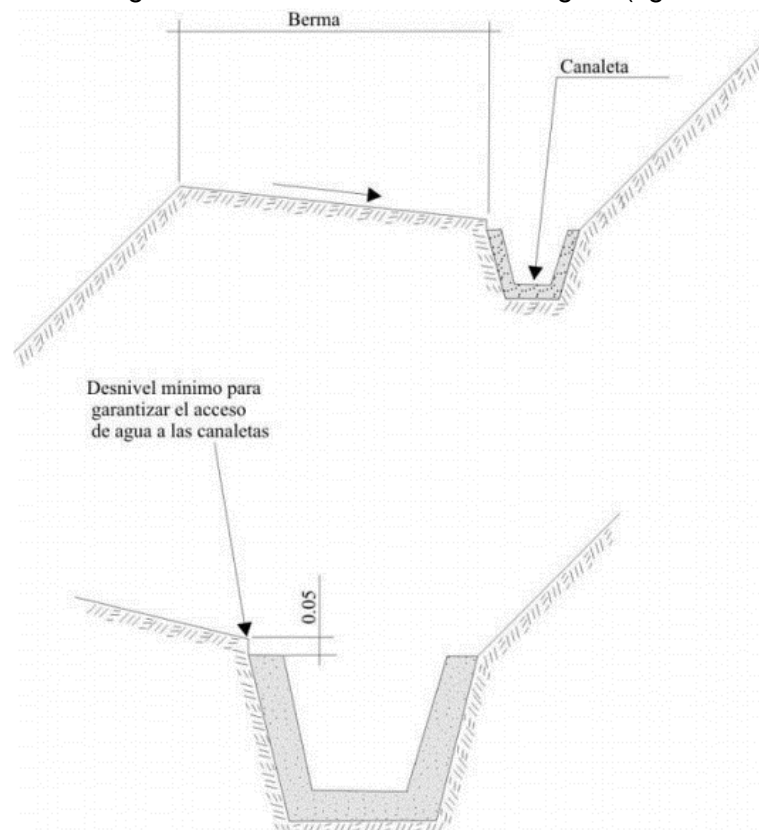 Berma
Canaleta
Desnivel mínimo para
garantizar el acceso
de agua a las canaletas
0.05